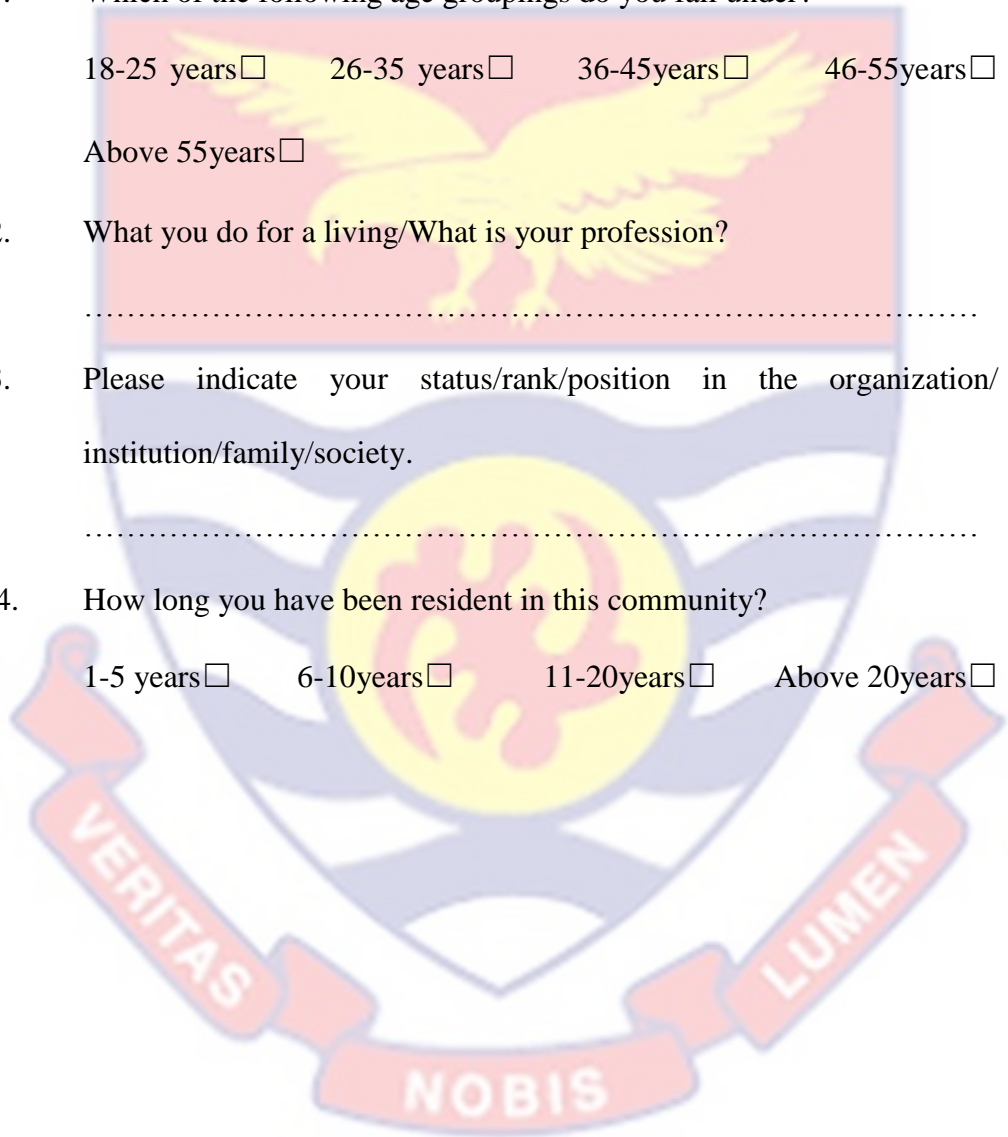 Which of the following age groupings do you fall under?
18-25 years☐ 26-35 years☐ 36-45years☐ 46-55years☐
Above 55years☐
2. What you do for a living/What is your profession?
……………………………………………………………………………
Please indicate your status/rank/position in the organization/
institution/family/society.
……………………………………………………………………………
4. How long you have been resident in this community?
1-5 years☐ 6-10years☐ 11-20years☐ Above 20years☐
VERITAS
NOBIS
LUMEN